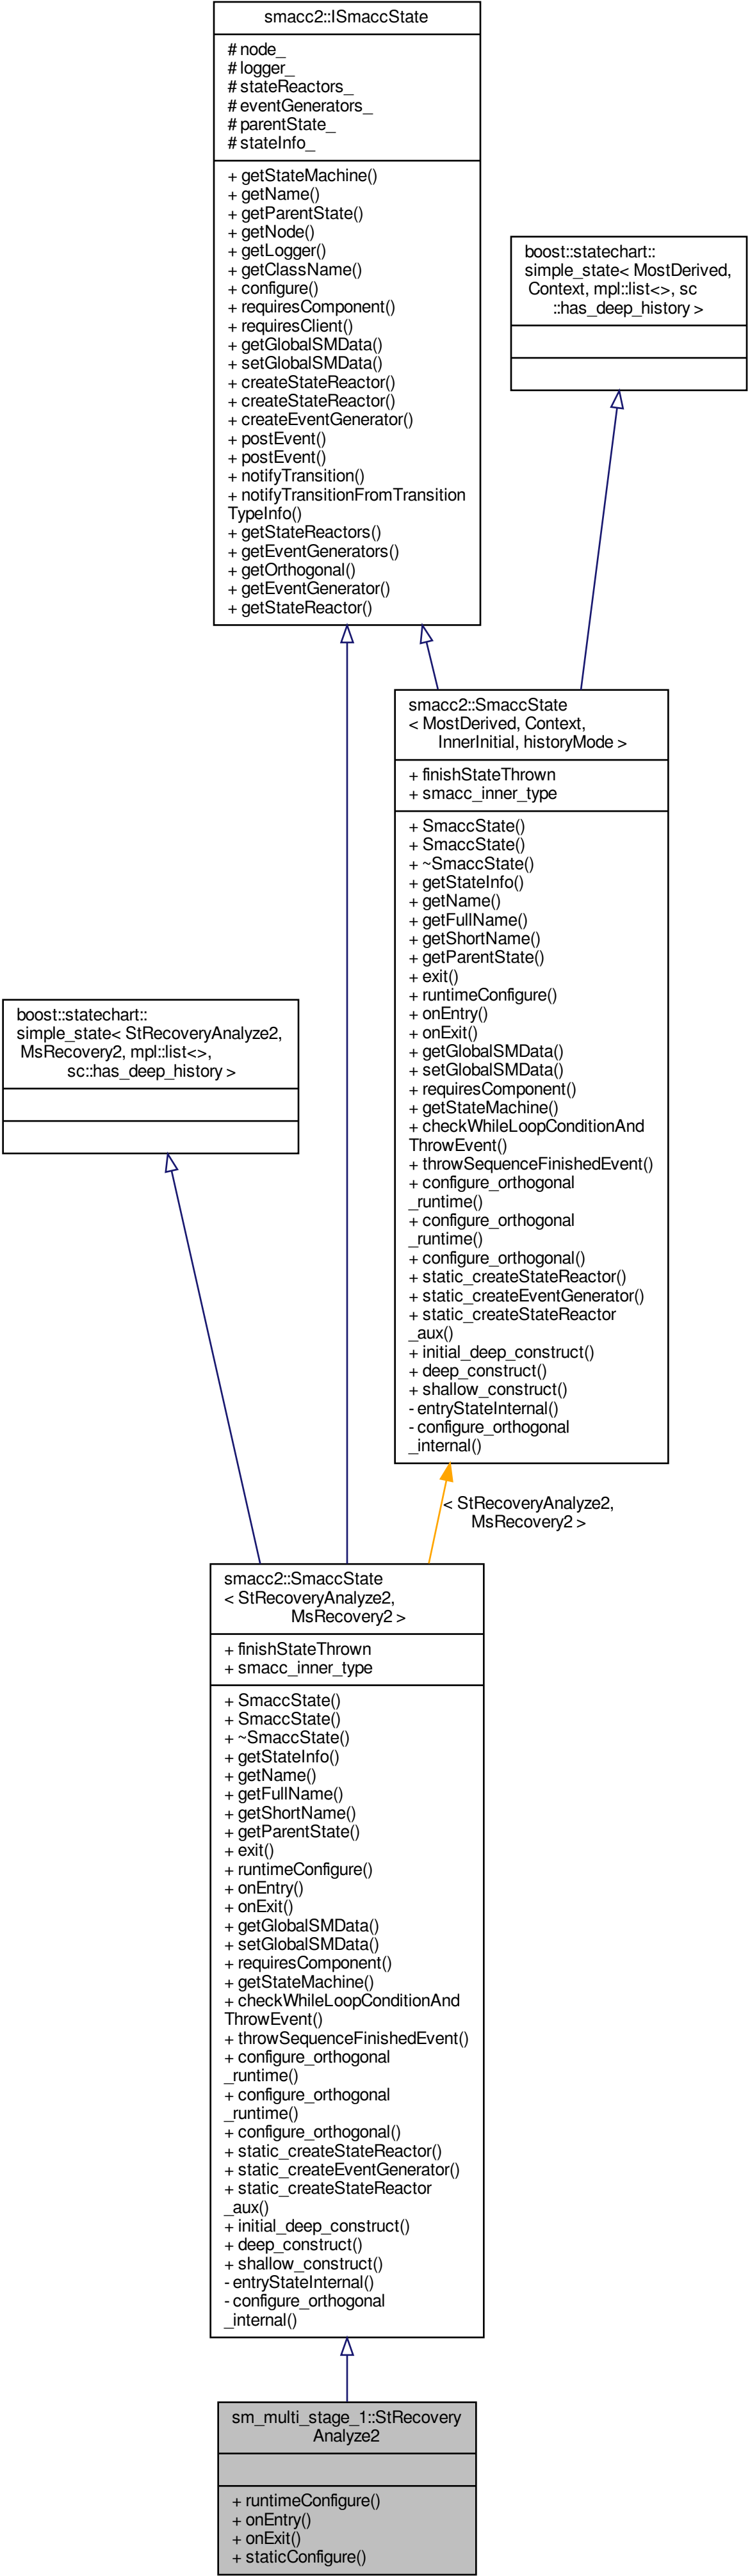 smacc2::ISmaccState
# node_
# logger_
# stateReactors_
# eventGenerators_
# parentState_
# stateInfo_
+ getStateMachine()
+ getName()
+ getParentState()
+ getNode()
+ getLogger()
+ getClassName()
+ configure()
+ requiresComponent()
+ requiresClient()
+ getGlobalSMData()
+ setGlobalSMData()
+ createStateReactor()
+ createStateReactor()
+ createEventGenerator()
+ postEvent()
+ postEvent()
+ notifyTransition()
+ notifyTransitionFromTransition
TypeInfo()
+ getStateReactors()
+ getEventGenerators()
+ getOrthogonal()
+ getEventGenerator()
+ getStateReactor()
boost::statechart::
simple_state< MostDerived,
Context, mpl::list<>, sc
::has_deep_history >
smacc2::SmaccState
< MostDerived, Context,
InnerInitial, historyMode >
+ finishStateThrown
+ smacc_inner_type
+ SmaccState()
+ SmaccState()
+ ~SmaccState()
+ getStateInfo()
+ getName()
+ getFullName()
+ getShortName()
+ getParentState()
+ exit()
+ runtimeConfigure()
+ onEntry()
+ onExit()
+ getGlobalSMData()
+ setGlobalSMData()
+ requiresComponent()
+ getStateMachine()
+ checkWhileLoopConditionAnd
ThrowEvent()
+ throwSequenceFinishedEvent()
+ configure_orthogonal
_runtime()
+ configure_orthogonal
_runtime()
+ configure_orthogonal()
+ static_createStateReactor()
+ static_createEventGenerator()
+ static_createStateReactor
_aux()
+ initial_deep_construct()
+ deep_construct()
+ shallow_construct()
- entryStateInternal()
- configure_orthogonal
_internal()
boost::statechart::
simple_state< StRecoveryAnalyze2,
MsRecovery2, mpl::list<>,
sc::has_deep_history >
< StRecoveryAnalyze2,
MsRecovery2 >
smacc2::SmaccState
< StRecoveryAnalyze2,
MsRecovery2 >
+ finishStateThrown
+ smacc_inner_type
+ SmaccState()
+ SmaccState()
+ ~SmaccState()
+ getStateInfo()
+ getName()
+ getFullName()
+ getShortName()
+ getParentState()
+ exit()
+ runtimeConfigure()
+ onEntry()
+ onExit()
+ getGlobalSMData()
+ setGlobalSMData()
+ requiresComponent()
+ getStateMachine()
+ checkWhileLoopConditionAnd
ThrowEvent()
+ throwSequenceFinishedEvent()
+ configure_orthogonal
_runtime()
+ configure_orthogonal
_runtime()
+ configure_orthogonal()
+ static_createStateReactor()
+ static_createEventGenerator()
+ static_createStateReactor
_aux()
+ initial_deep_construct()
+ deep_construct()
+ shallow_construct()
- entryStateInternal()
- configure_orthogonal
_internal()
sm_multi_stage_1::StRecovery
Analyze2
+ runtimeConfigure()
+ onEntry()
+ onExit()
+ staticConfigure()